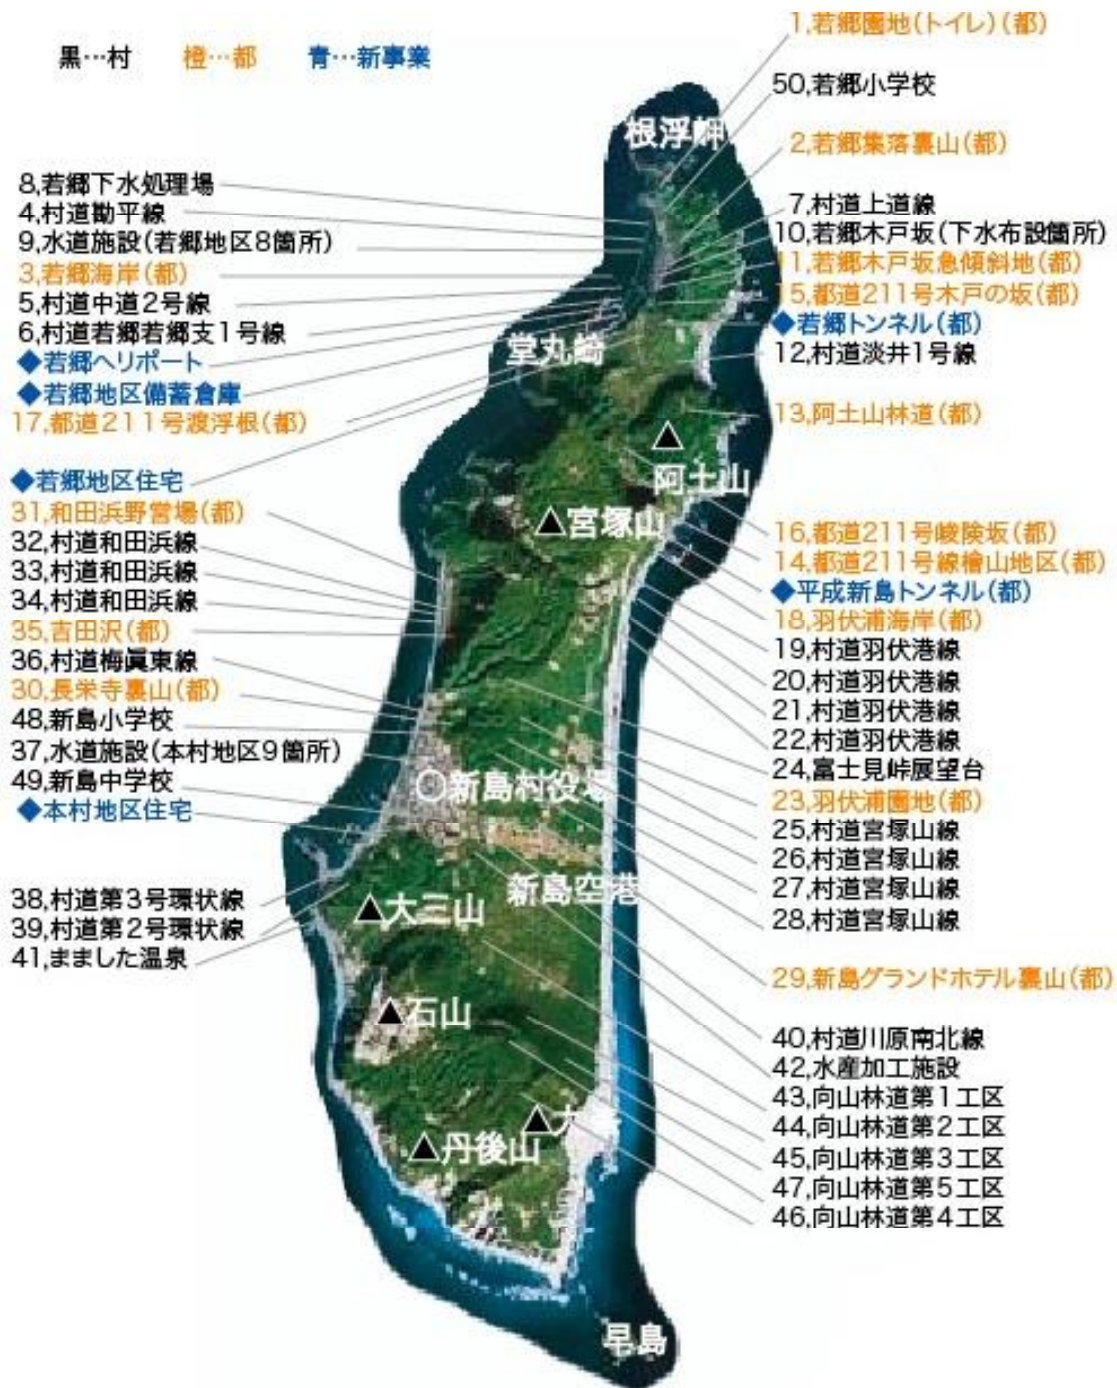 黒…村 橙…都 青…新事業
1,若郷園地(トイレ)(都)
50,若郷小学校
2,若郷集落裏山(都)
7,村道上道線
10,若郷木戸坂(下水布設箇所)
11,若郷木戸坂急傾斜地(都)
15,都道211号木戸の坂(都)
◆若郷トンネル(都)
12,村道淡井1号線
13,阿土山林道(都)
16,都道211号峻険坂(都)
14,都道211号線檜山地区(都)
◆平成新島トンネル(都)
18,羽伏浦海岸(都)
19,村道羽伏港線
20,村道羽伏港線
21,村道羽伏港線
22,村道羽伏港線
24,富士見峠展望台
23,羽伏浦園地(都)
25,村道宮塚山線
26,村道宮塚山線
27,村道宮塚山線
28,村道宮塚山線
29,新島グランドホテル裏山(都)
40,村道川原南北線
42,水産加工施設
43,向山林道第1工区
44,向山林道第2工区
45,向山林道第3工区
47,向山林道第5工区
46,向山林道第4工区
8,若郷下水処理場
4,村道勘平線
9,水道施設(若郷地区8箇所)
3,若郷海岸(都)
5,村道中道2号線
6,村道若郷若郷支1号線
◆若郷ヘリポート
◆若郷地区備蓄倉庫
17,都道211号渡浮根(都)
◆若郷地区住宅
31,和田浜野営場(都)
32,村道和田浜線
33,村道和田浜線
34,村道和田浜線
35,吉田沢(都)
36,村道梅眞東線
30,長栄寺裏山(都)
48,新島小学校
37,水道施設(本村地区9箇所)
49,新島中学校
◆本村地区住宅
38,村道第3号環状線
39,村道第2号環状線
41,まました温泉
根浮岬
堂丸崎
▲
阿土山
▲宮塚山
○新島村役場
新島空港
▲大三山
▲石山
▲大
▲丹後山
早島